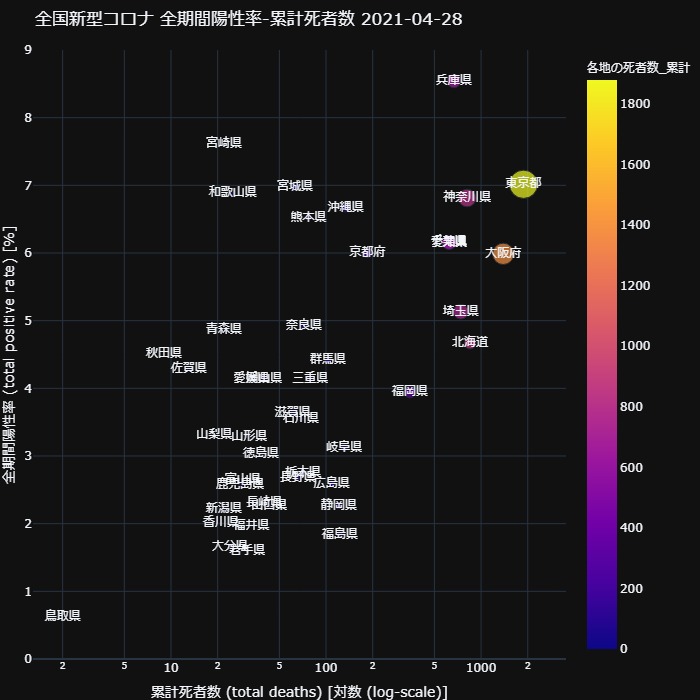 全国新型コロナ 全期間陽性率-累計死者数 2021-04-28
各地の死者数_累計
9
兵庫県
1800
8
宮崎県
1600
7
東京都
和歌山県
宮城県
神奈川県
沖縄県
熊本県
1400
6
京都府
大阪府
1200
5
青森県
奈良県
埼玉県
北海道
1000
秋田県
群馬県
佐賀県
三重県
4
福岡県
800
滋賀県
石川県
山梨県
山形県
岐阜県
徳島県
3
600
栃木県
長野県
富山県
鹿児島県
広島県
長崎県
新潟県
静岡県
400
2
香川県
福井県
福島県
大分県
岩手県
200
1
鳥取県
0
0
2
5
10
2
5
100
2
5
1000
2
全期間陽性率 (total positive rate) [%]
累計死者数 (total deaths) [対数 (log-scale)]